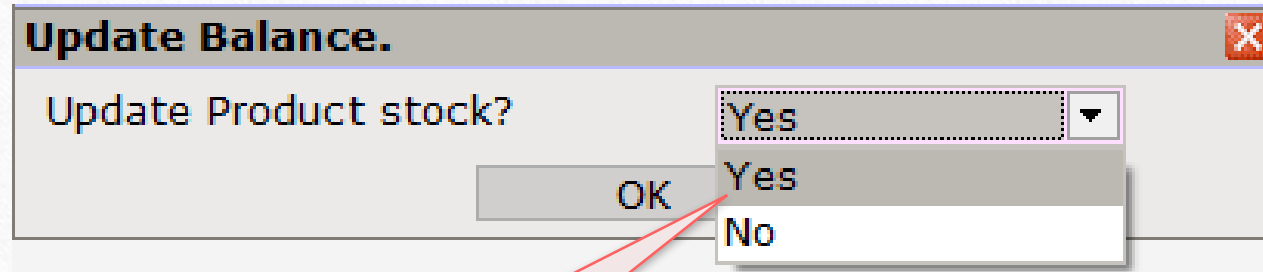 Update Balance.
Update Product stock?
Yes
Yes
OK
No